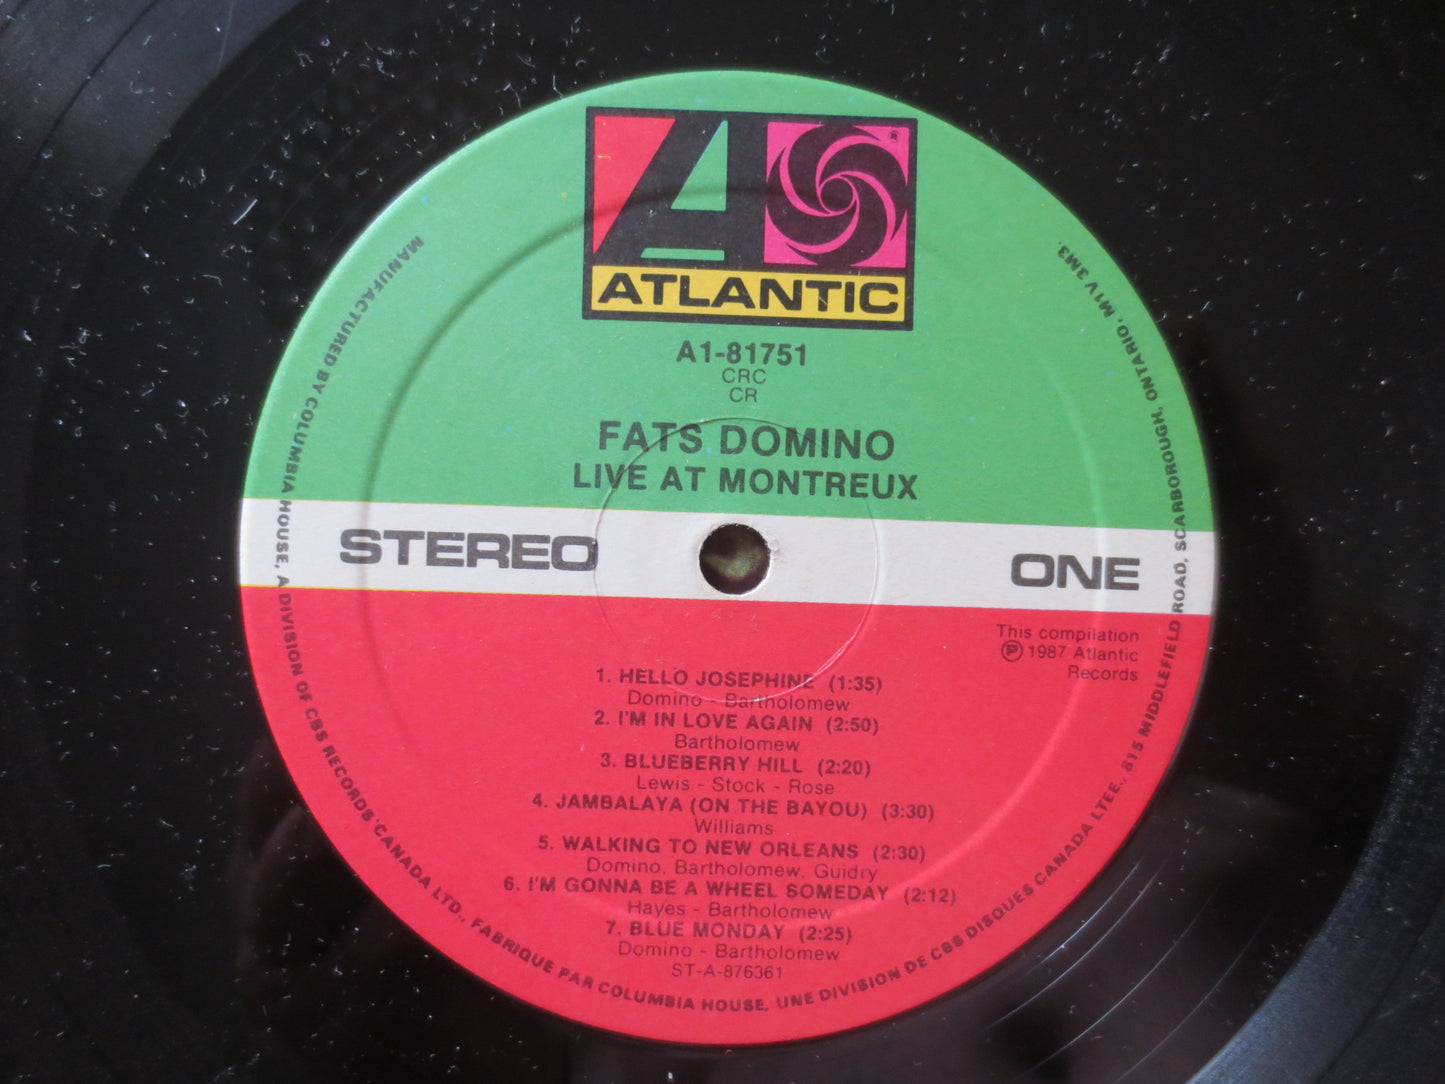 ®
ATLANTIC
A1-81751
CRC
CR
FATS DOMINO
LIVE AT MONTREUX
STEREO
ONE
This compilation
Ⓟ 1987 Atlantic
Records
1. HELLO JOSEPHINE (1:35)
Domino - Bartholomew
2. I'M IN LOVE AGAIN (2:50)
Bartholomew
3. BLUEBERRY HILL (2:20)
Lewis - Stock - Rose
4. JAMBALAYA (ON THE BAYOU) (3:30)
Williams
5. WALKING TO NEW ORLEANS (2:30)
Domino, Bartholomew, Guidry
6. I'M GONNA BE A WHEEL SOMEDAY (2:12)
Hayes - Bartholomew
7. BLUE MONDAY (2:25)
Domino - Bartholomew
ST-A-876361
MANUFACTURED BY COLUMBIA HOUSE, A DIVISION OF CBS RECORDS CANADA LTD., FABRIQUE PAR COLUMBIA HOUSE, UNE DIVISION DE CBS DISQUES CANADA LTEE., 815 MIDDLEFIELD ROAD, SCARBOROUGH, ONTARIO, M1V 3M3.